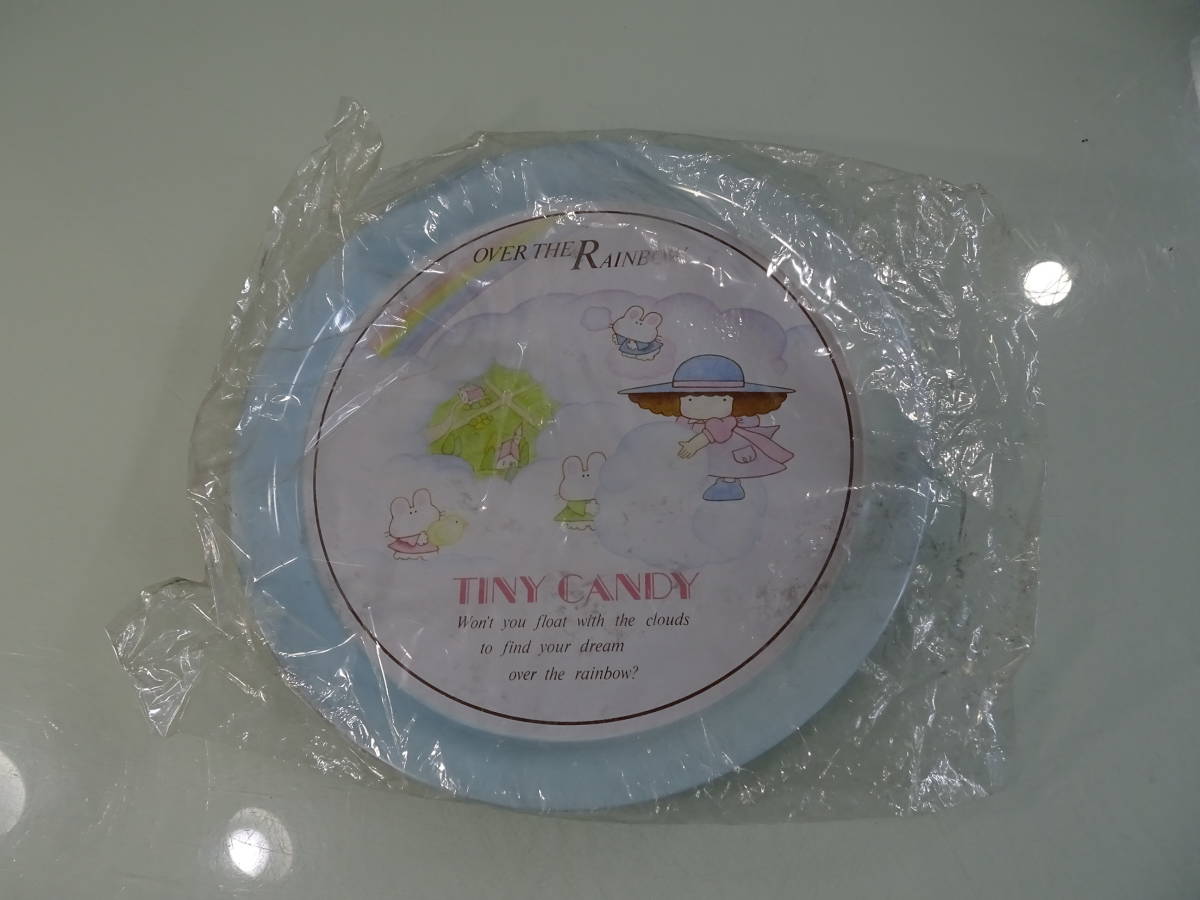 OVER THE RAINBOW
TINY CANDY
Won't you float with the clouds
to find your dream
over the rainbow?